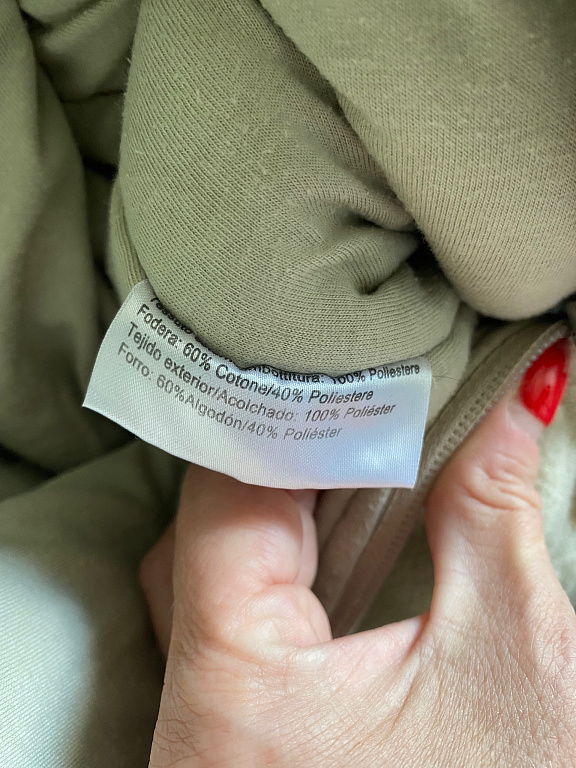 100% Poliestere
Fodera: 60% Cotone/40% Poliestere
Tejido exterior/Acolchado: 100% Poliéster
Forro: 60%Algodón/40% Poliéster